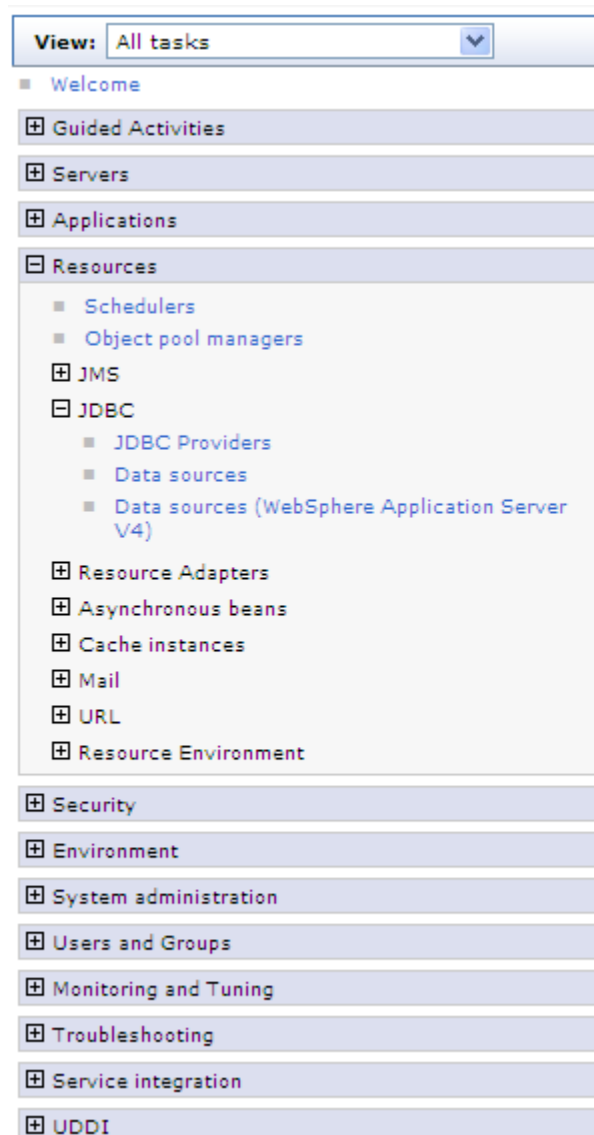 View: All tasks
Welcome
Guided Activities
Servers
Applications
Resources
Schedulers
Object pool managers
JMS
JDBC
JDBC Providers
Data sources
Data sources (WebSphere Application Server
V4)
Resource Adapters
Asynchronous beans
Cache instances
Mail
URL
Resource Environment
Security
Environment
System administration
Users and Groups
Monitoring and Tuning
Troubleshooting
Service integration
UDDI